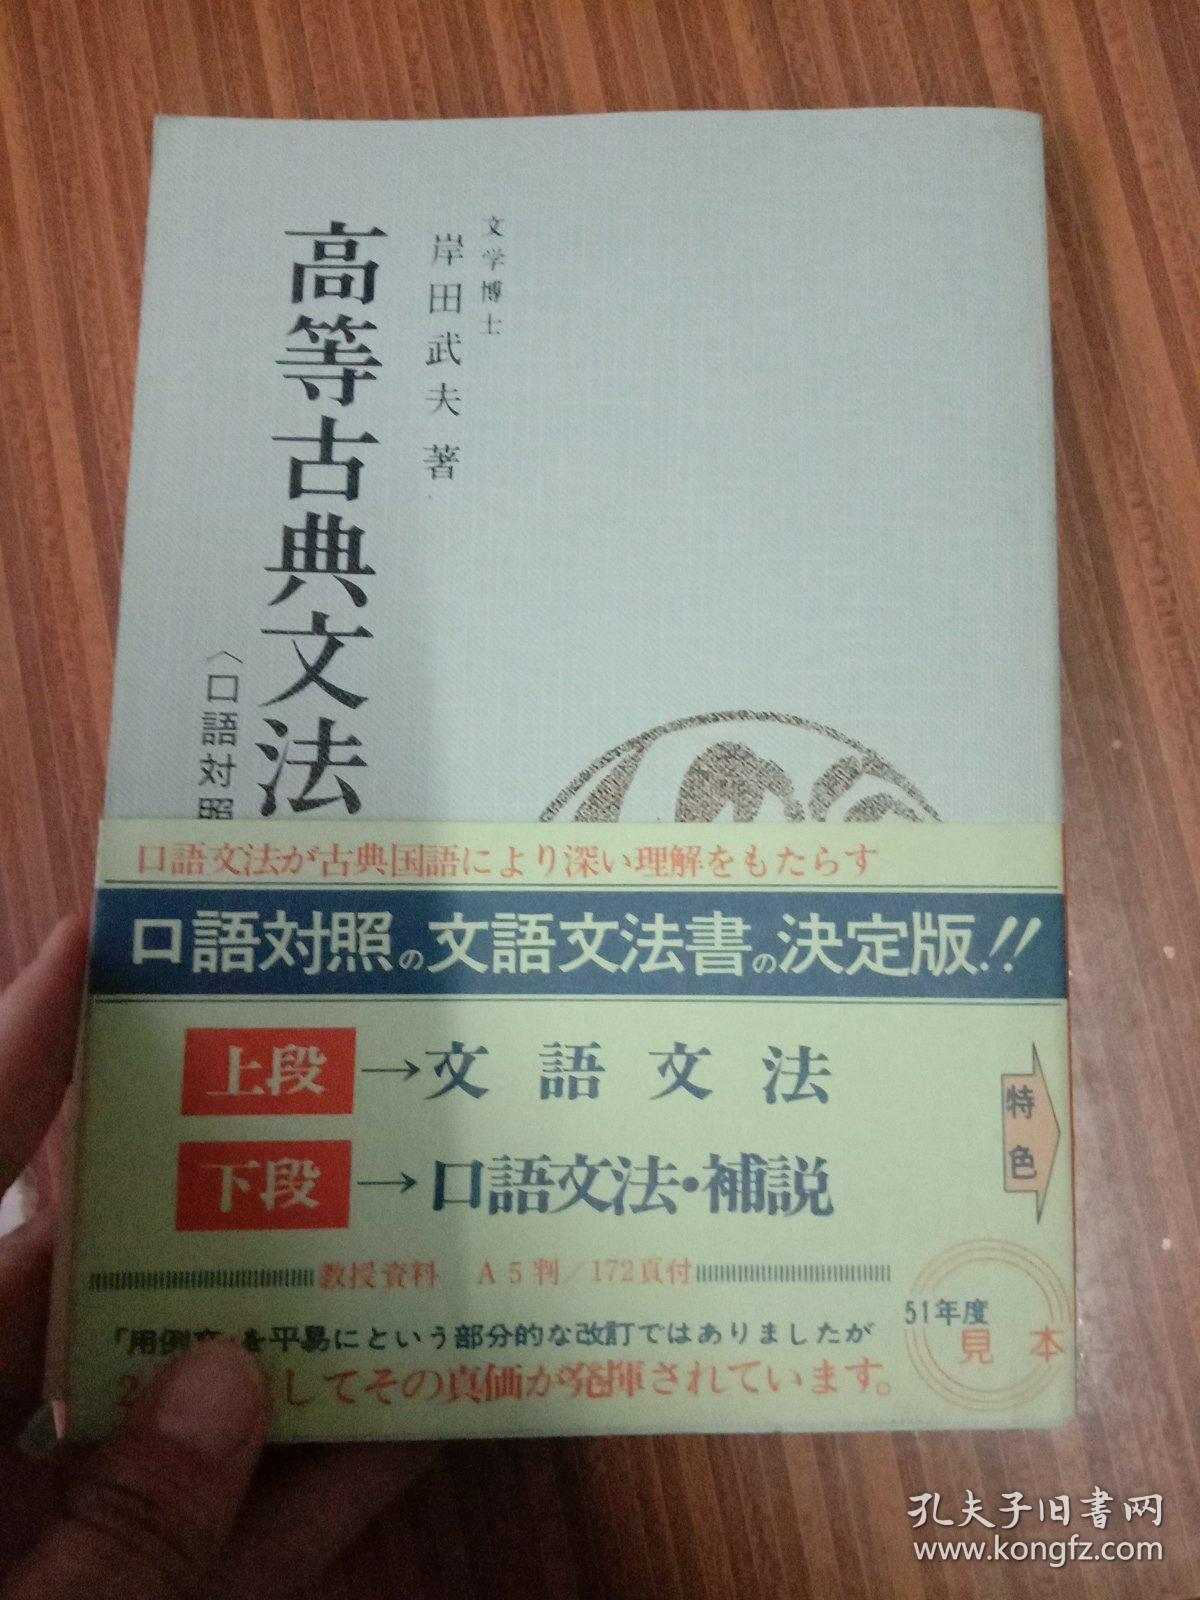 文学博士
岸田武夫 著
高等古典文法
〈口語対照
口語文法が古典国語により深い理解をもたらす
口語対照の文語文法書の決定版!!
上段→文語文法
下段→口語文法・補説
特色
教授資料 A5判/172頁付
51年度
見本
「用例文」を平易にという部分的な改訂ではありましたが
してその真価が発揮されています。
孔夫子旧书网
www.kongfz.com